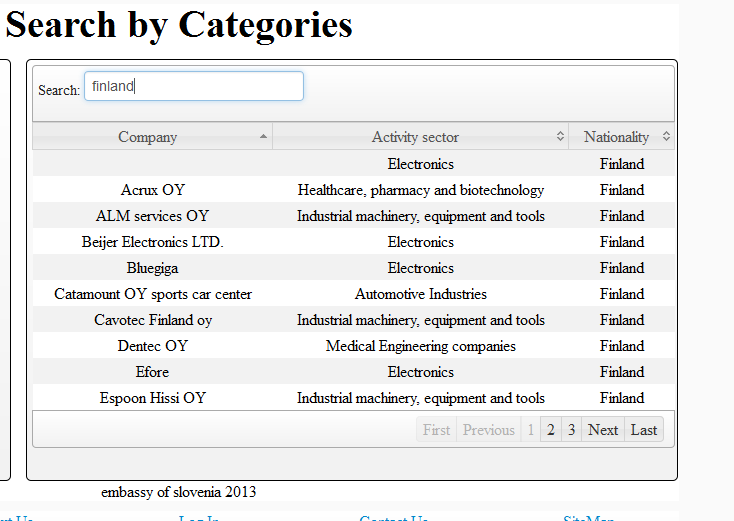 Search by Categories
Search: finland
Company Activity sector Nationality
Electronics Finland
Acrux OY Healthcare, pharmacy and biotechnology Finland
ALM services OY Industrial machinery, equipment and tools Finland
Beijer Electronics LTD. Electronics Finland
Bluegiga Electronics Finland
Catamount OY sports car center Automotive Industries Finland
Cavotec Finland oy Industrial machinery, equipment and tools Finland
Dentec OY Medical Engineering companies Finland
Efore Electronics Finland
Espoon Hissi OY Industrial machinery, equipment and tools Finland
First Previous 1 2 3 Next Last
embassy of slovenia 2013
Log In Contact Us SiteMap